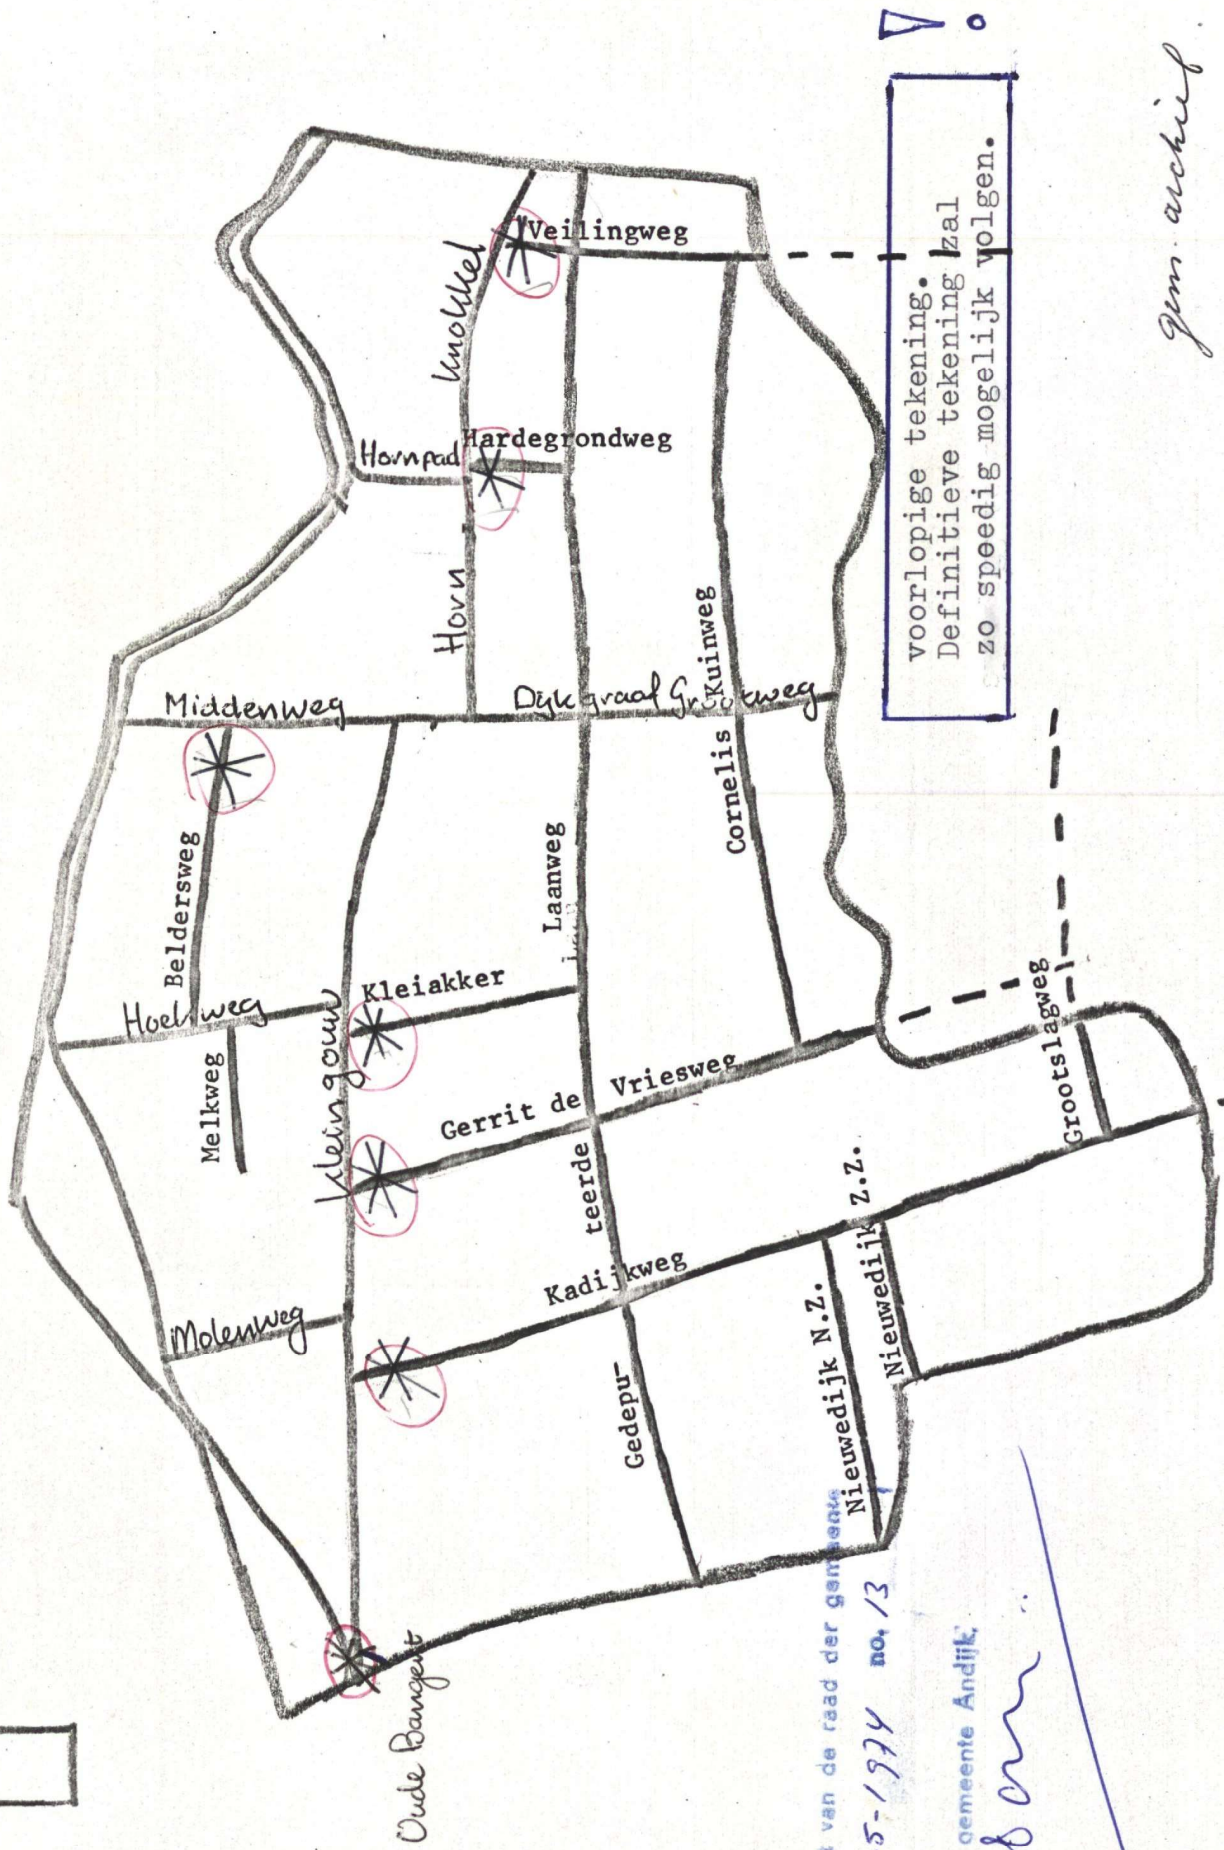 Oude Bangert
Molenweg
Melkweg
Hoekweg
Beldersweg
Middenweg
Kleingouw
Kleiakker
Hornpad
Horn
Knokkel
Hardegrondweg
Veilingweg
Gerrit de Vriesweg
Kadijkweg
Gedepu-
teerde
Laanweg
Dijkgraaf Grootweg
Cornelis
Kuinweg
Nieuwedijk N.Z.
Nieuwedijk Z.Z.
Grootslagweg
voorlopige tekening.
Definitieve tekening zal
zo spoedig mogelijk volgen.
!
gem. archief.
van de raad der gemeente
5-1974 no. 13
gemeente Andijk,